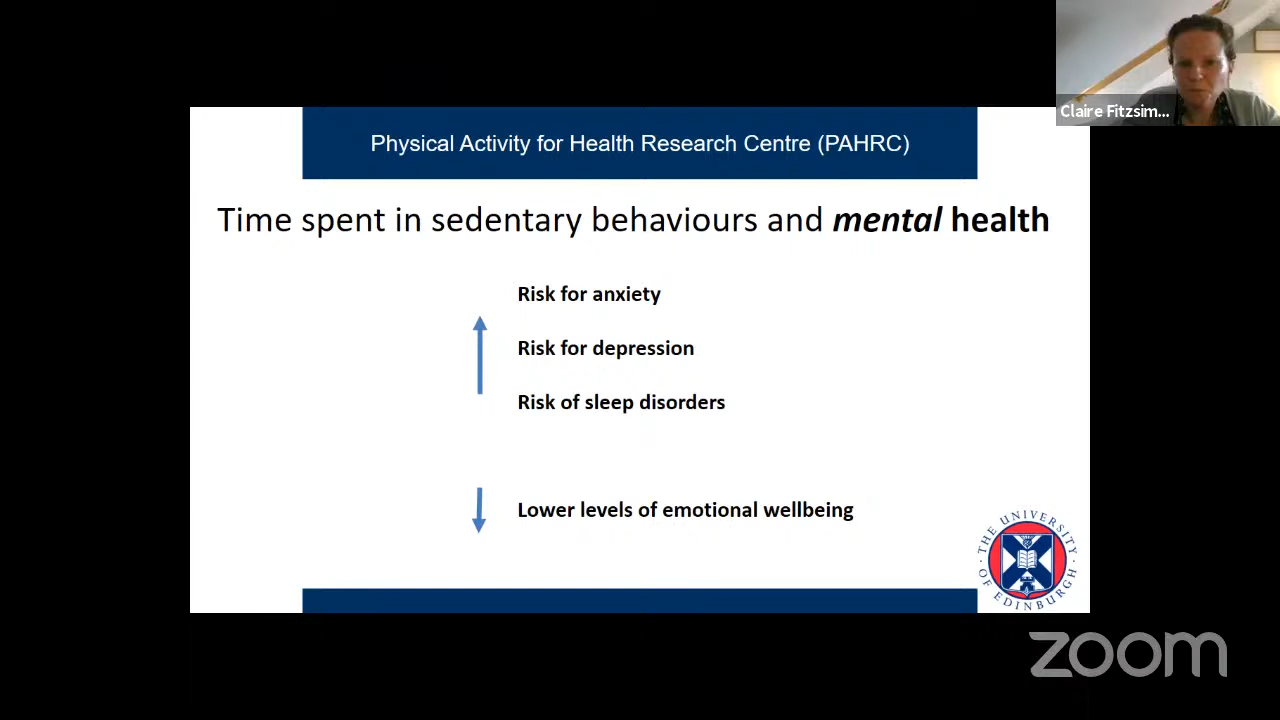 Claire Fitzsim...
Physical Activity for Health Research Centre (PAHRC)
Time spent in sedentary behaviours and mental health
Risk for anxiety
Risk for depression
Risk of sleep disorders
Lower levels of emotional wellbeing
THE UNIVERSITY OF EDINBURGH
zoom